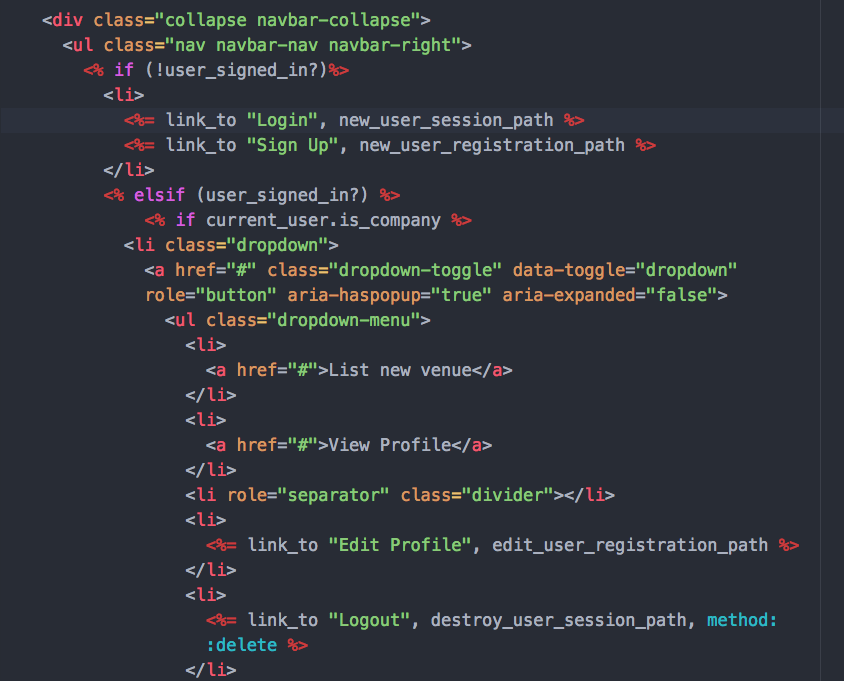 <div class="collapse navbar-collapse">
<ul class="nav navbar-nav navbar-right">
<% if (!user_signed_in?)%>
<li>
<%= link_to "Login", new_user_session_path %>
<%= link_to "Sign Up", new_user_registration_path %>
</li>
<% elsif (user_signed_in?) %>
<% if current_user.is_company %>
<li class="dropdown">
<a href="#" class="dropdown-toggle" data-toggle="dropdown"
role="button" aria-haspopup="true" aria-expanded="false">
<ul class="dropdown-menu">
<li>
<a href="#">List new venue</a>
</li>
<li>
<a href="#">View Profile</a>
</li>
<li role="separator" class="divider"></li>
<li>
<%= link_to "Edit Profile", edit_user_registration_path %>
</li>
<li>
<%= link_to "Logout", destroy_user_session_path, method:
:delete %>
</li>